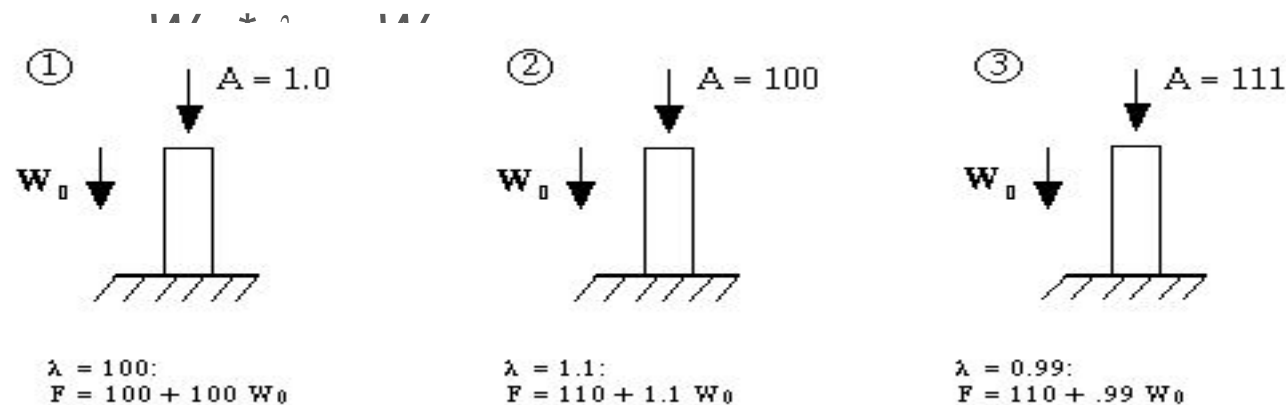 ① A = 1.0
W₀
λ = 100:
F = 100 + 100 W₀
② A = 100
W₀
λ = 1.1:
F = 110 + 1.1 W₀
③ A = 111
W₀
λ = 0.99:
F = 110 + .99 W₀